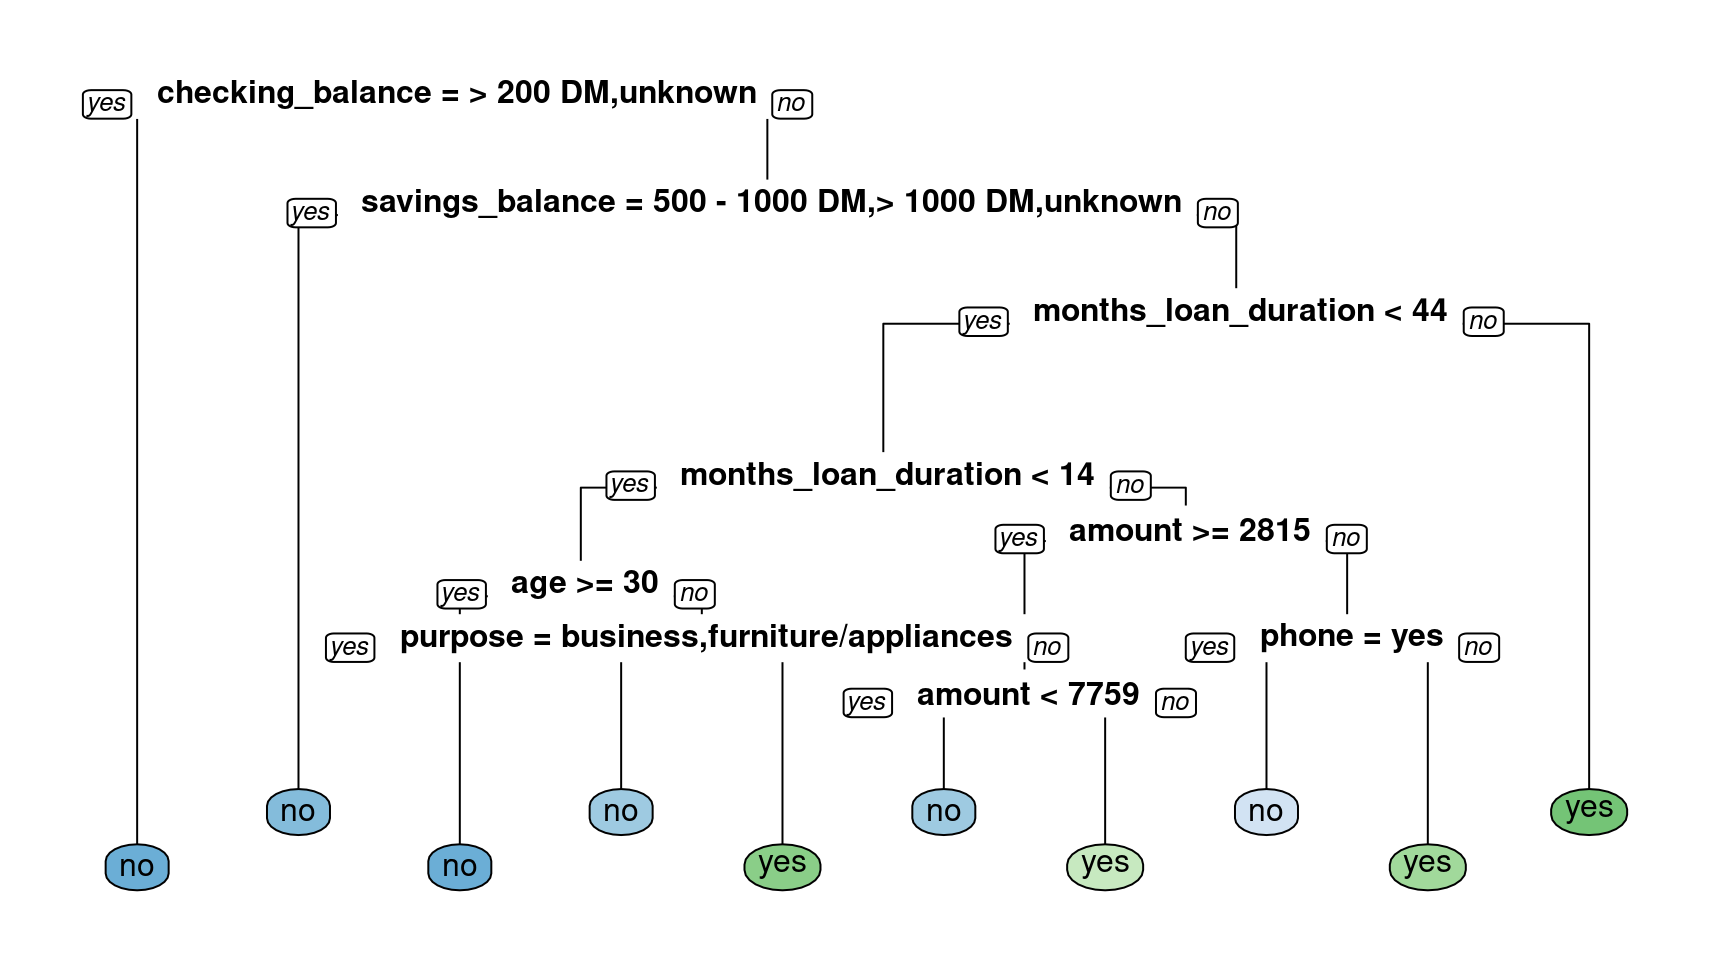 yes checking_balance = > 200 DM,unknown no
yes savings_balance = 500 - 1000 DM,> 1000 DM,unknown no
yes months_loan_duration < 44 no
yes months_loan_duration < 14 no
yes amount >= 2815 no
yes age >= 30 no
yes purpose = business,furniture/appliances no
yes phone = yes no
yes amount < 7759 no
no no no no yes
no no yes yes yes